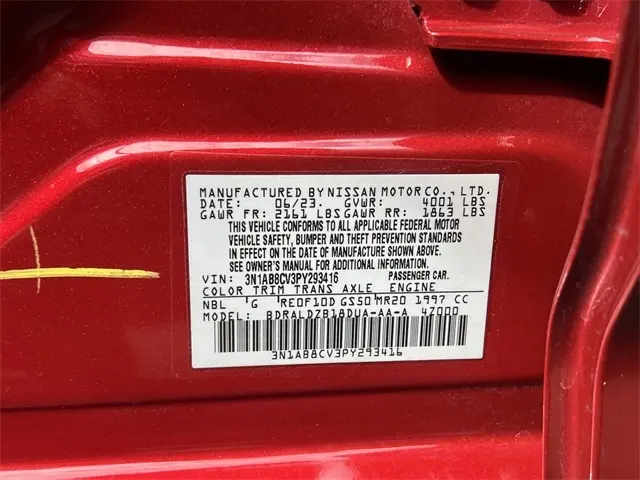 MANUFACTURED BY NISSAN MOTOR CO., LTD.
DATE: 06/23. GVWR: 4001 LBS
GAWR FR: 2161 LBS GAWR RR: 1863 LBS
THIS VEHICLE CONFORMS TO ALL APPLICABLE FEDERAL MOTOR
VEHICLE SAFETY, BUMPER AND THEFT PREVENTION STANDARDS
IN EFFECT ON THE DATE OF MANUFACTURE SHOWN ABOVE.
SEE OWNER'S MANUAL FOR ADDITIONAL INFORMATION.
VIN: 3N1AB8CV3PY293416 PASSENGER CAR.
COLOR TRIM TRANS AXLE ENGINE
NBL G RE0F10D GS50 MR20 1997 CC
MODEL: BDRALDZB18DUA-AA-A 4Z000
3N1AB8CV3PY293416